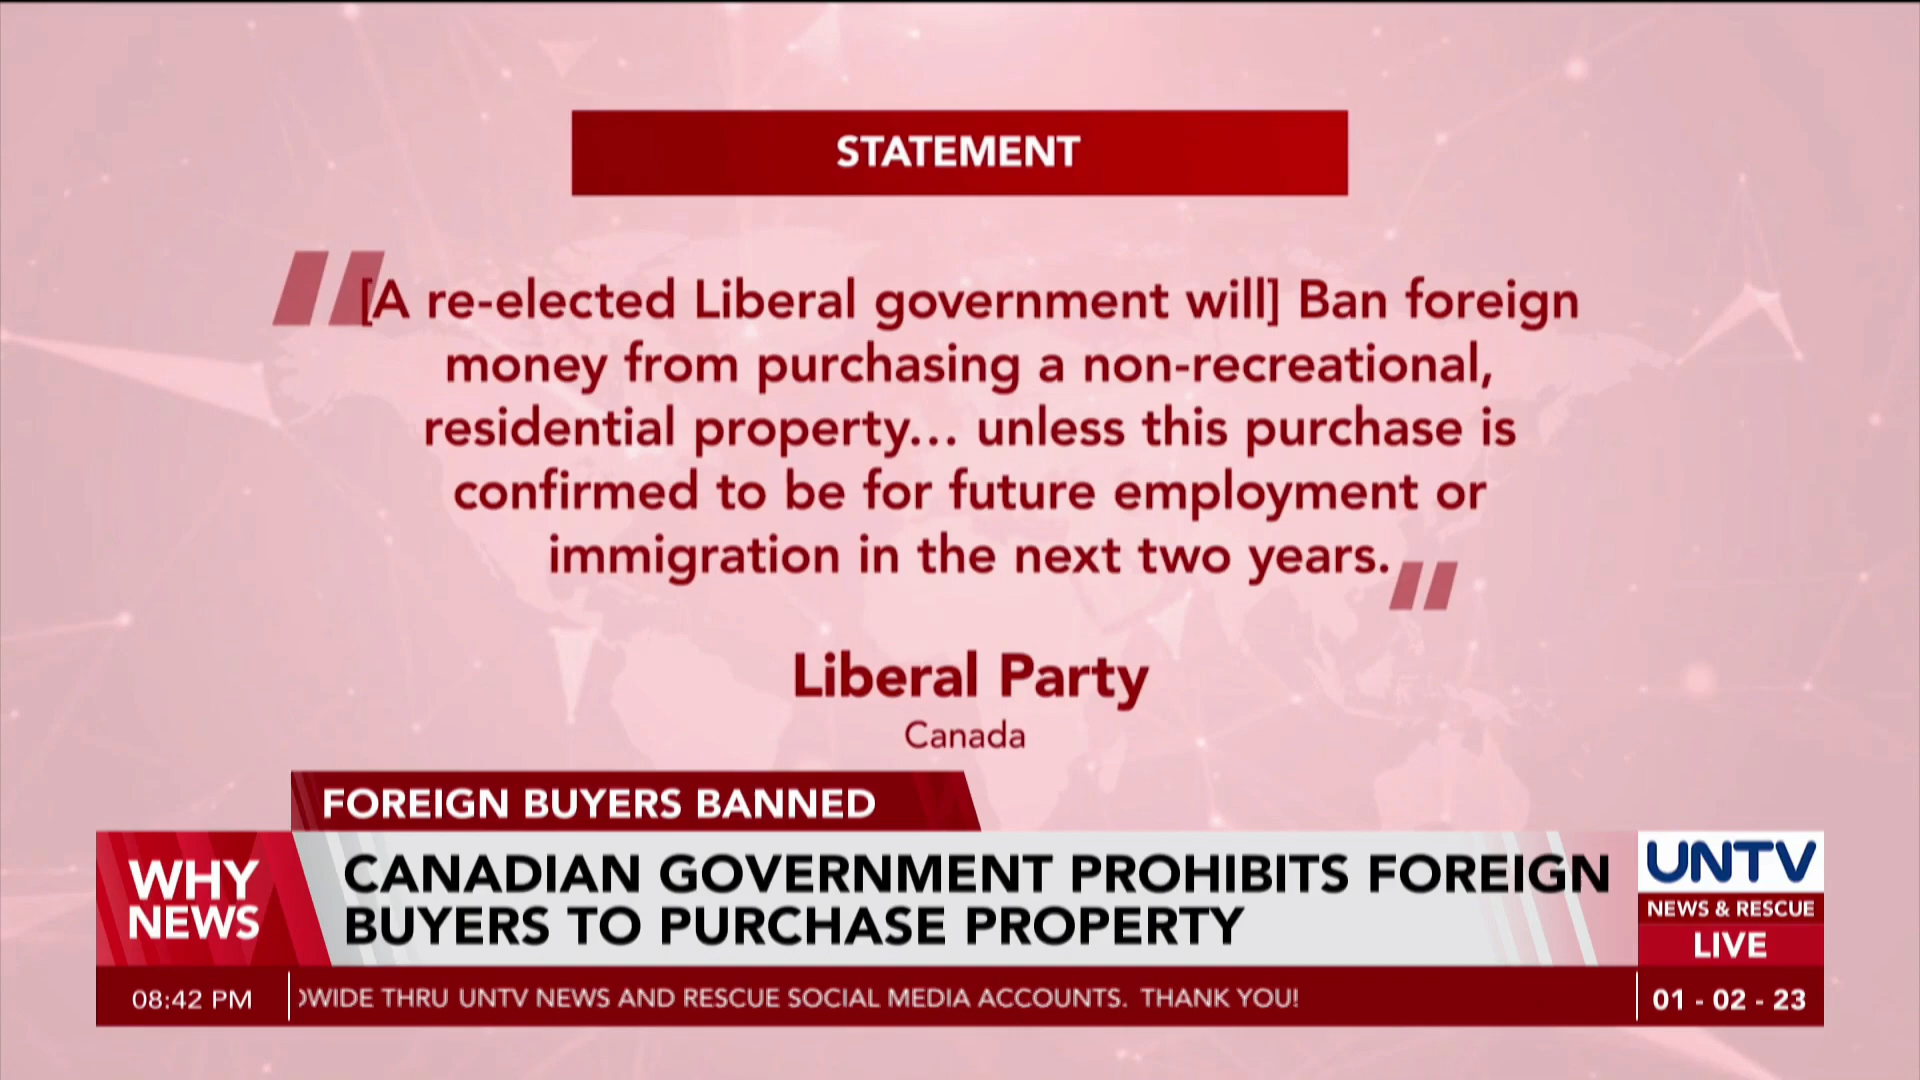 STATEMENT
[A re-elected Liberal government will] Ban foreign
money from purchasing a non-recreational,
residential property... unless this purchase is
confirmed to be for future employment or
immigration in the next two years.
Liberal Party
Canada
FOREIGN BUYERS BANNED
WHY
NEWS
CANADIAN GOVERNMENT PROHIBITS FOREIGN
BUYERS TO PURCHASE PROPERTY
UNTV
NEWS & RESCUE
LIVE
08:42 PM
THRU UNTV NEWS AND RESCUE SOCIAL MEDIA ACCOUNTS. THANK YOU!
01 - 02 - 23